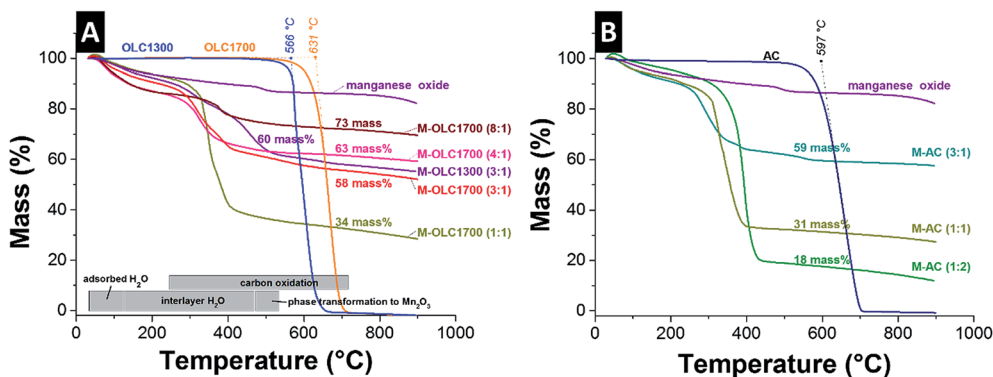 A
OLC1300
OLC1700
566 °C
631 °C
manganese oxide
73 mass
M-OLC1700 (8:1)
60 mass%
63 mass%
M-OLC1700 (4:1)
M-OLC1300 (3:1)
58 mass%
M-OLC1700 (3:1)
34 mass%
M-OLC1700 (1:1)
adsorbed H₂O
carbon oxidation
interlayer H₂O
phase transformation to Mn₂O₃
Mass (%)
100
80
60
40
20
0
0 200 400 600 800 1000
Temperature (°C)
B
AC
597 °C
manganese oxide
59 mass%
M-AC (3:1)
31 mass%
M-AC (1:1)
18 mass%
M-AC (1:2)
Mass (%)
100
80
60
40
20
0
0 200 400 600 800 1000
Temperature (°C)